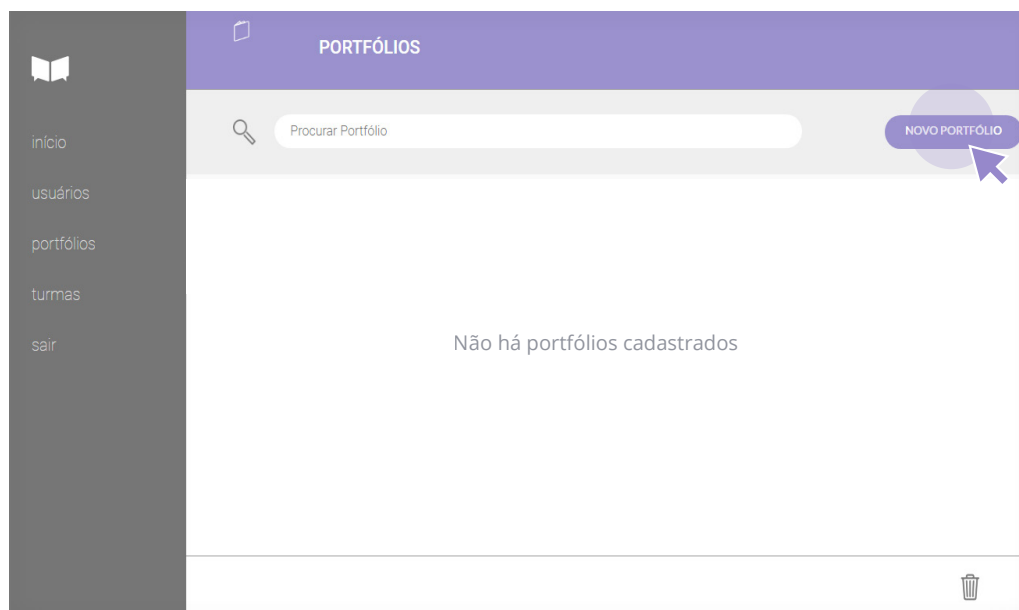 PORTFÓLIOS
início
usuários
portfólios
turmas
sair
Procurar Portfólio
NOVO PORTFÓLIO
Não há portfólios cadastrados